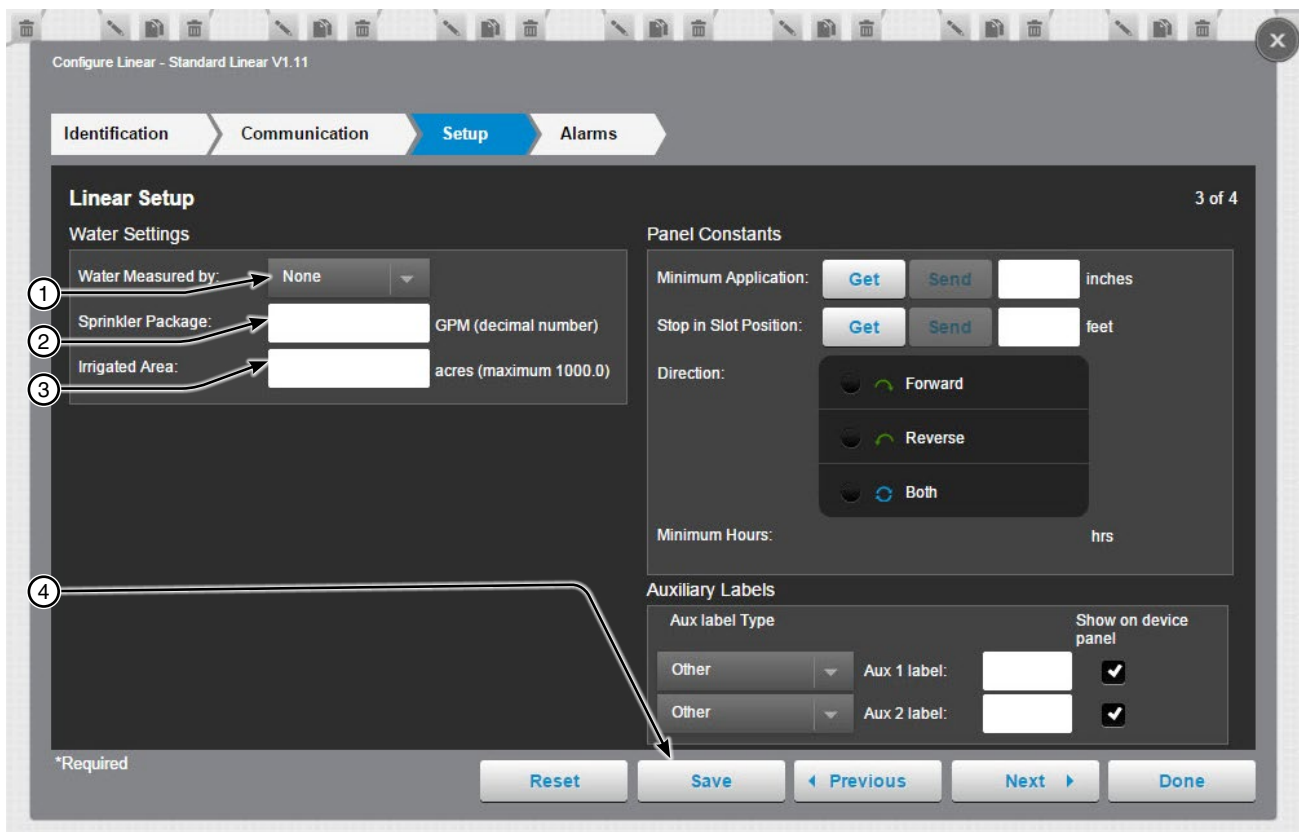 Configure Linear - Standard Linear V1.11
X
Identification
Communication
Setup
Alarms
Linear Setup
3 of 4
Water Settings
1
Water Measured by:
None
2
Sprinkler Package:
GPM (decimal number)
3
Irrigated Area:
acres (maximum 1000.0)
Panel Constants
Minimum Application:
Get
Send
inches
Stop in Slot Position:
Get
Send
feet
Direction:
Forward
Reverse
Both
Minimum Hours:
hrs
4
Auxiliary Labels
Aux label Type
Show on device
panel
Other
Aux 1 label:
Other
Aux 2 label:
*Required
Reset
Save
Previous
Next
Done